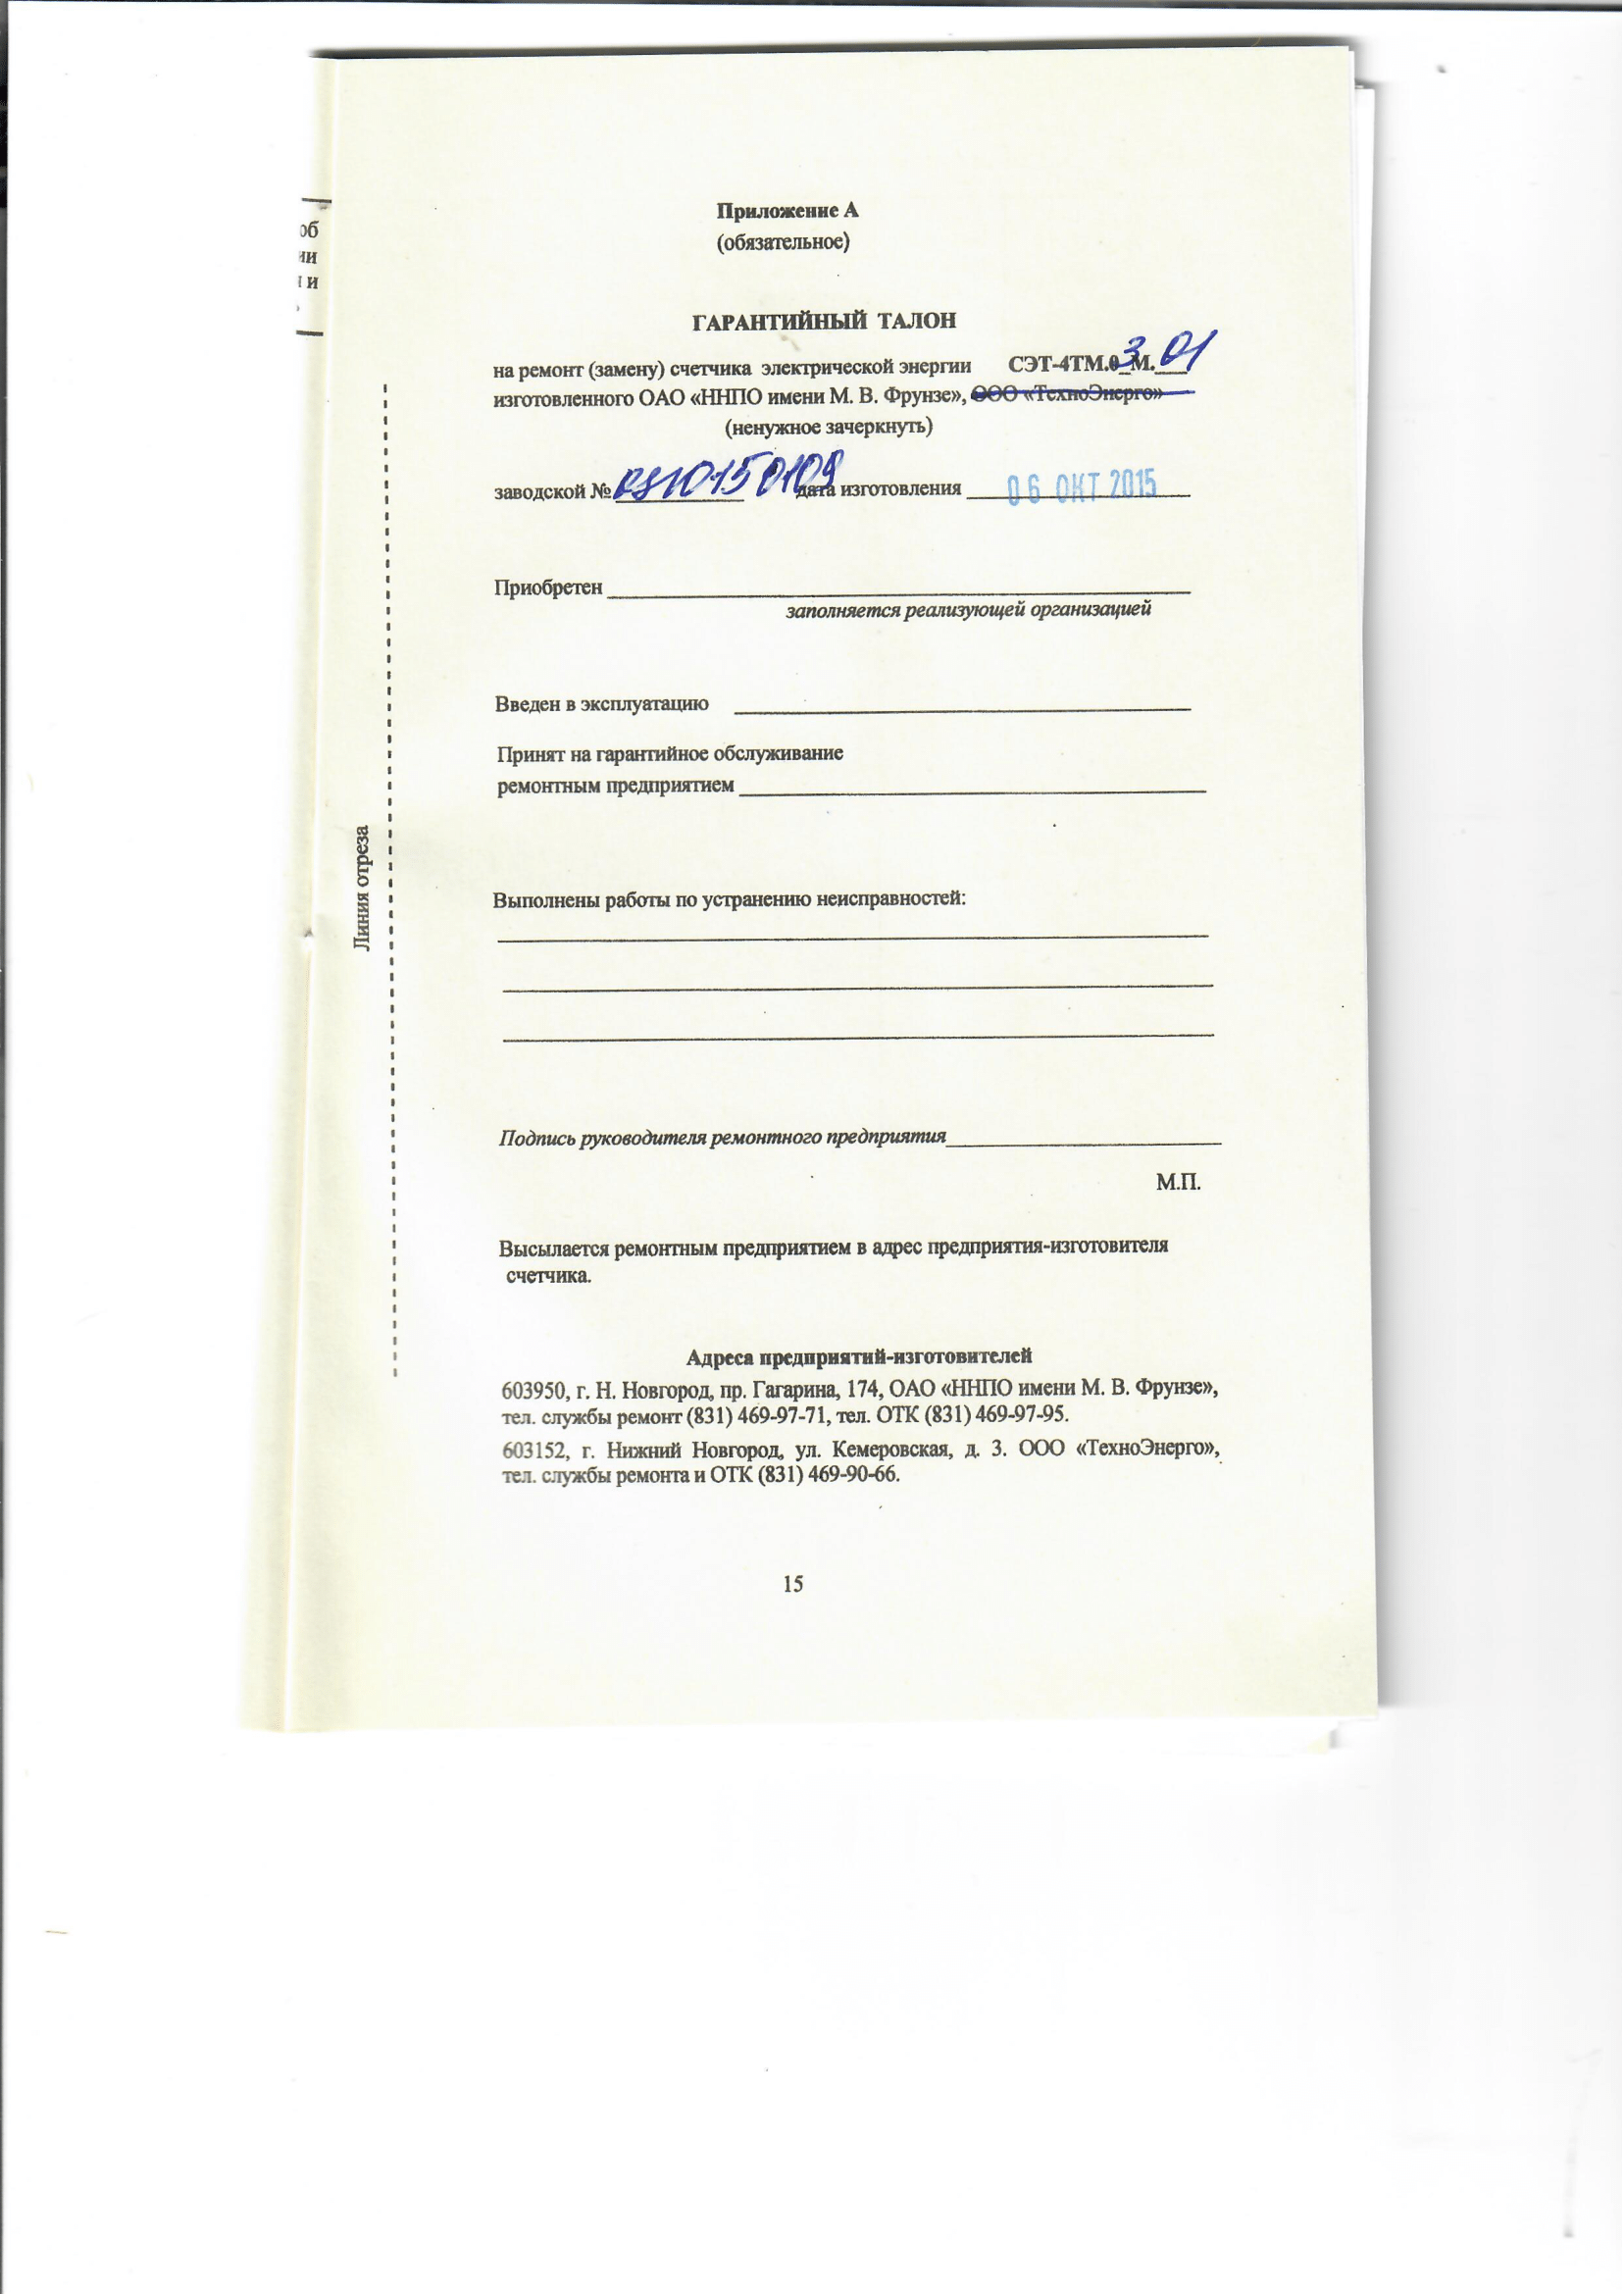 об
ии
и и
Приложение А
(обязательное)
ГАРАНТИЙНЫЙ ТАЛОН
на ремонт (замену) счетчика электрической энергии СЭТ-4ТМ.03М.01
изготовленного ОАО «ННПО имени М. В. Фрунзе», ООО «ТехноЭнерго»
(ненужное зачеркнуть)
заводской № 0810150109 дата изготовления 06 ОКТ 2015
Приобретен
заполняется реализующей организацией
Введен в эксплуатацию
Принят на гарантийное обслуживание
ремонтным предприятием
Линия отреза
Выполнены работы по устранению неисправностей:
Подпись руководителя ремонтного предприятия
М.П.
Высылается ремонтным предприятием в адрес предприятия-изготовителя
счетчика.
Адреса предприятий-изготовителей
603950, г. Н. Новгород, пр. Гагарина, 174, ОАО «ННПО имени М. В. Фрунзе»,
тел. службы ремонт (831) 469-97-71, тел. ОТК (831) 469-97-95.
603152, г. Нижний Новгород, ул. Кемеровская, д. 3. ООО «ТехноЭнерго»,
тел. службы ремонта и ОТК (831) 469-90-66.
15